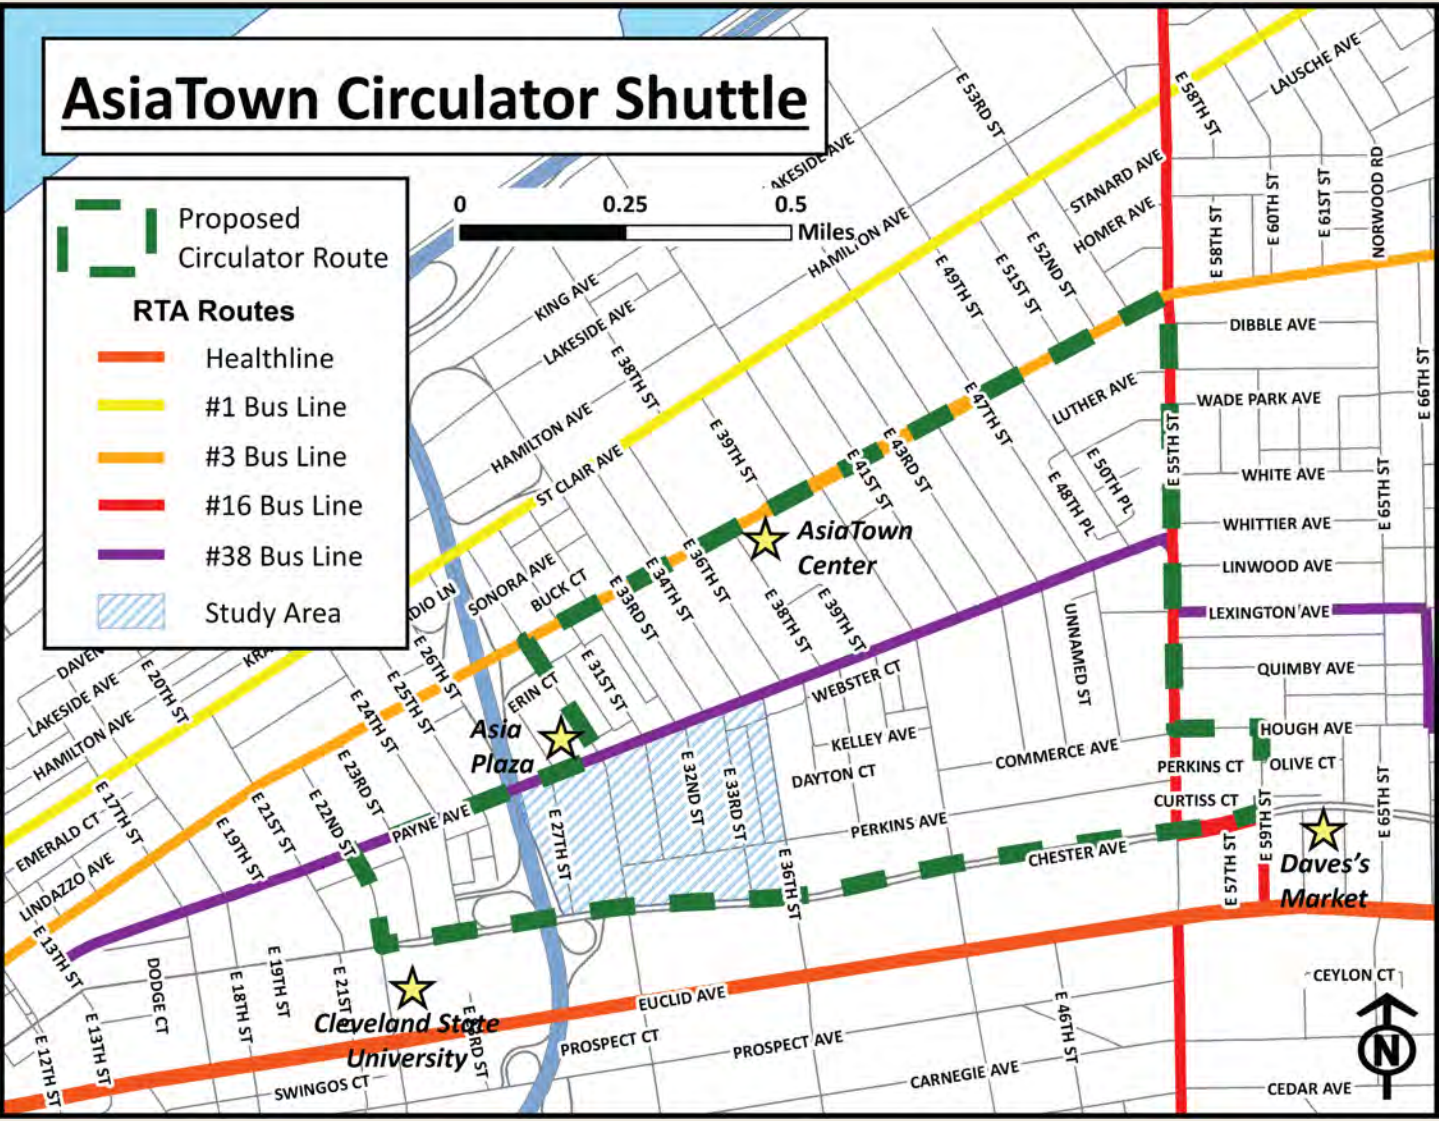 AsiaTown Circulator Shuttle
Proposed
Circulator Route
RTA Routes
Healthline
#1 Bus Line
#3 Bus Line
#16 Bus Line
#38 Bus Line
Study Area
0 0.25 0.5
Miles
E 53RD ST
E 58TH ST
LAUSCHE AVE
STANARD AVE
HOMER AVE
E 58TH ST
E 60TH ST
E 61ST ST
NORWOOD RD
HAMILTON AVE
KING AVE
LAKESIDE AVE
E 49TH ST
E 51ST ST
E 52ND ST
DIBBLE AVE
E 38TH ST
HAMILTON AVE
E 39TH ST
E 47TH ST
LUTHER AVE
WADE PARK AVE
E 66TH ST
ST CLAIR AVE
E 41ST ST
E 43RD ST
E 48TH PL
E 50TH PL
E 55TH ST
WHITE AVE
E 65TH ST
WHITTIER AVE
AsiaTown
Center
SONORA AVE
BUCK CT
E 33RD ST
E 34TH ST
E 36TH ST
E 38TH ST
E 39TH ST
LINWOOD AVE
LEXINGTON AVE
UNNAMED ST
QUIMBY AVE
LAKESIDE AVE
HAMILTON AVE
E 20TH ST
E 24TH ST
E 25TH ST
E 26TH ST
ERIN CT
E 31ST ST
WEBSTER CT
KELLEY AVE
DAYTON CT
COMMERCE AVE
HOUGH AVE
PERKINS CT
OLIVE CT
CURTISS CT
Asia
Plaza
E 32ND ST
E 33RD ST
E 23RD ST
E 22ND ST
E 21ST ST
E 19TH ST
E 17TH ST
EMERALD CT
LINDAZZO AVE
PAYNE AVE
E 27TH ST
E 36TH ST
PERKINS AVE
CHESTER AVE
E 57TH ST
E 59TH ST
E 65TH ST
Daves's
Market
E 13TH ST
DODGE CT
E 18TH ST
E 19TH ST
E 21ST
Cleveland State
University
EUCLID AVE
E 12TH ST
E 13TH ST
SWINGOS CT
PROSPECT CT
PROSPECT AVE
CARNEGIE AVE
E 46TH ST
CEYLON CT
CEDAR AVE
N